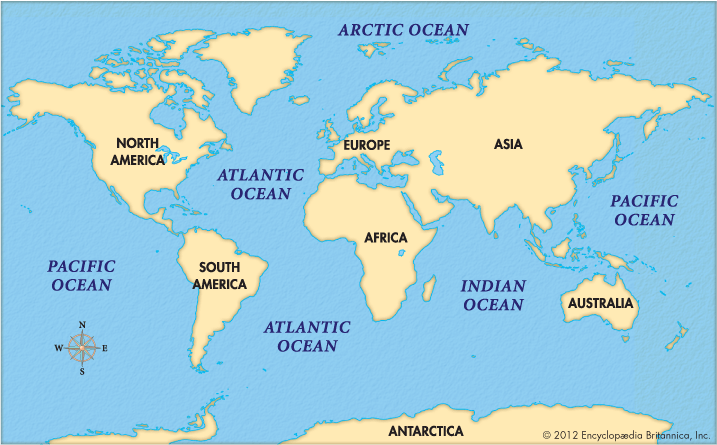 ARCTIC OCEAN
NORTH
AMERICA
EUROPE
ASIA
ATLANTIC
OCEAN
PACIFIC
OCEAN
AFRICA
PACIFIC
OCEAN
SOUTH
AMERICA
INDIAN
OCEAN
AUSTRALIA
ATLANTIC
OCEAN
N
W
E
S
ANTARCTICA
© 2012 Encyclopædia Britannica, Inc.